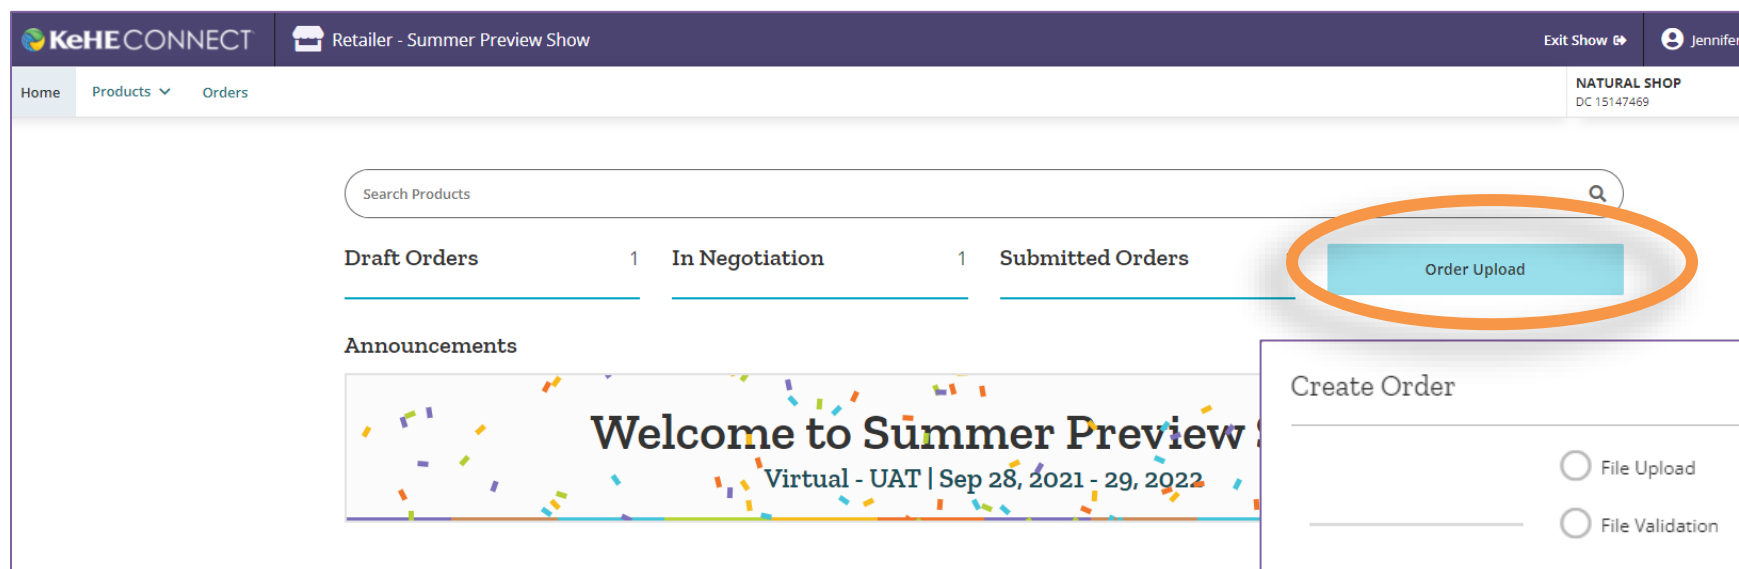 KeHE CONNECT
Retailer - Summer Preview Show
Exit Show
Jennifer
Home
Products
Orders
NATURAL SHOP
DC 15147469
Search Products
Draft Orders 1
In Negotiation 1
Submitted Orders
Order Upload
Announcements
Welcome to Summer Preview
Virtual - UAT | Sep 28, 2021 - 29, 2022
Create Order
File Upload
File Validation